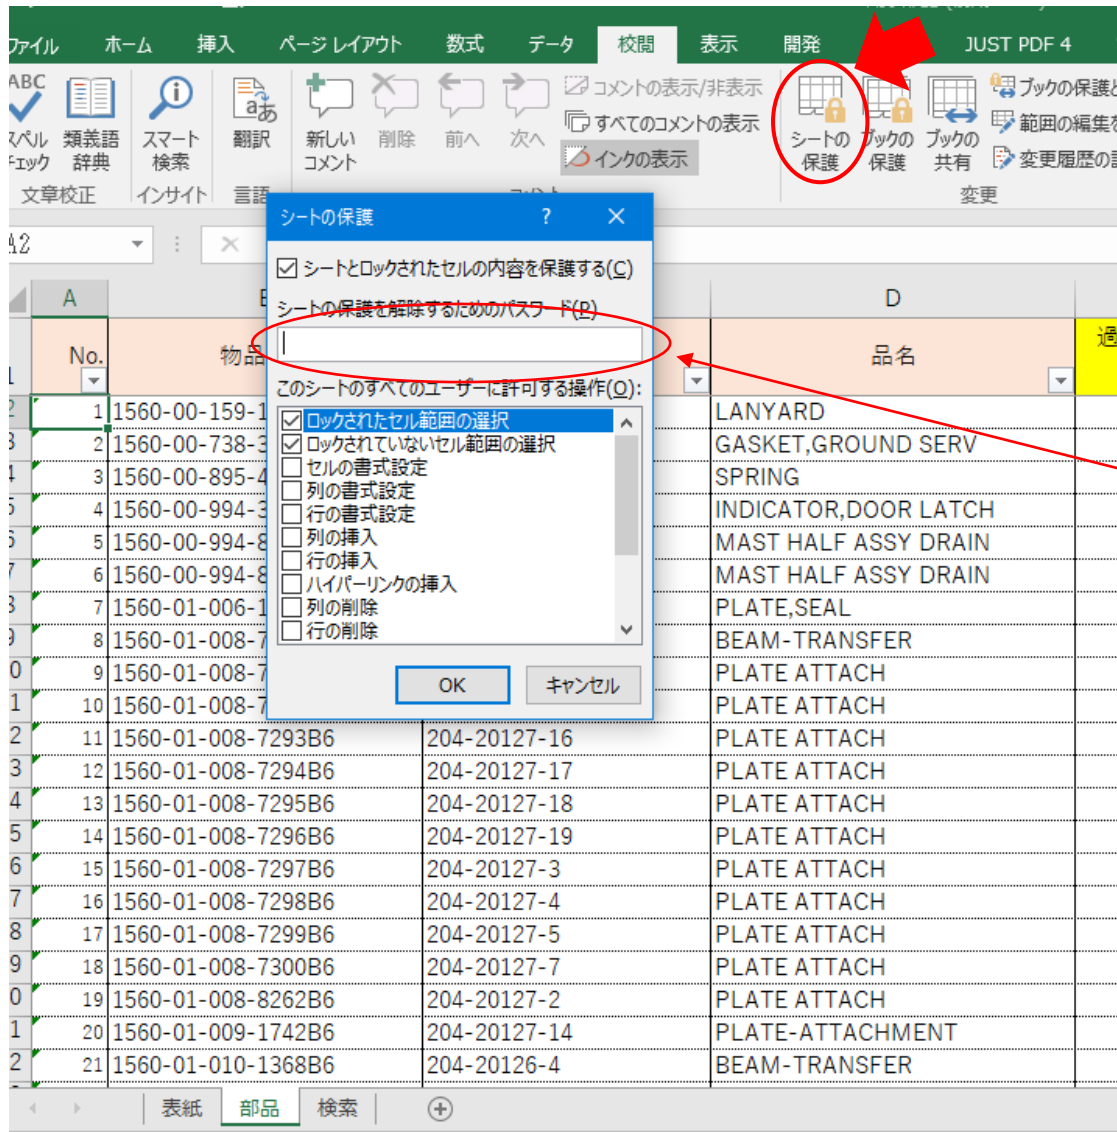 ファイル ホーム 挿入 ページ レイアウト 数式 データ 校閲 表示 開発 JUST PDF 4
ABC
スペル
チェック
類義語
辞典
スマート
検索
翻訳
新しい
コメント
削除
前へ
次へ
コメントの表示/非表示
すべてのコメントの表示
インクの表示
シートの
保護
ブックの
保護
ブックの
共有
ブックの保護と
範囲の編集を
変更履歴の
文章校正 インサイト 言語 変更
A2
シートの保護 ? ×
シートとロックされたセルの内容を保護する(C)
シートの保護を解除するためのパスワード(P)
このシートのすべてのユーザーに許可する操作(O):
ロックされたセル範囲の選択
ロックされていないセル範囲の選択
セルの書式設定
列の書式設定
行の書式設定
列の挿入
行の挿入
ハイパーリンクの挿入
列の削除
行の削除
OK キャンセル
A D
No. 物品 品名 過
1 1560-00-159-1 LANYARD
2 1560-00-738-3 GASKET,GROUND SERV
3 1560-00-895-4 SPRING
4 1560-00-994-3 INDICATOR,DOOR LATCH
5 1560-00-994-8 MAST HALF ASSY DRAIN
6 1560-00-994-8 MAST HALF ASSY DRAIN
7 1560-01-006-1 PLATE,SEAL
8 1560-01-008-7 BEAM-TRANSFER
9 1560-01-008-7 PLATE ATTACH
10 1560-01-008-7 PLATE ATTACH
11 1560-01-008-7293B6 204-20127-16 PLATE ATTACH
12 1560-01-008-7294B6 204-20127-17 PLATE ATTACH
13 1560-01-008-7295B6 204-20127-18 PLATE ATTACH
14 1560-01-008-7296B6 204-20127-19 PLATE ATTACH
15 1560-01-008-7297B6 204-20127-3 PLATE ATTACH
16 1560-01-008-7298B6 204-20127-4 PLATE ATTACH
17 1560-01-008-7299B6 204-20127-5 PLATE ATTACH
18 1560-01-008-7300B6 204-20127-7 PLATE ATTACH
19 1560-01-008-8262B6 204-20127-2 PLATE ATTACH
20 1560-01-009-1742B6 204-20127-14 PLATE-ATTACHMENT
21 1560-01-010-1368B6 204-20126-4 BEAM-TRANSFER
表紙 部品 検索